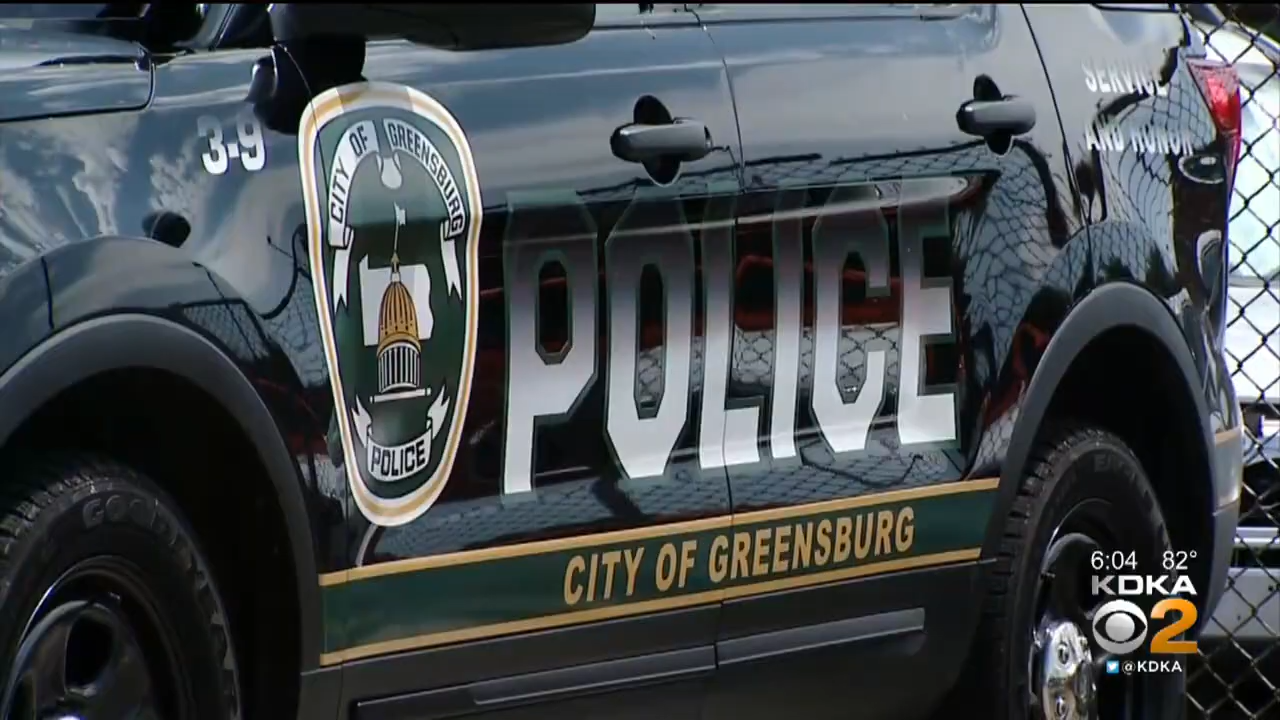 3-9
CITY OF GREENSBURG
POLICE
POLICE
CITY OF GREENSBURG
SERVICE
AND HONOR
6:04 82°
KDKA
2
@KDKA